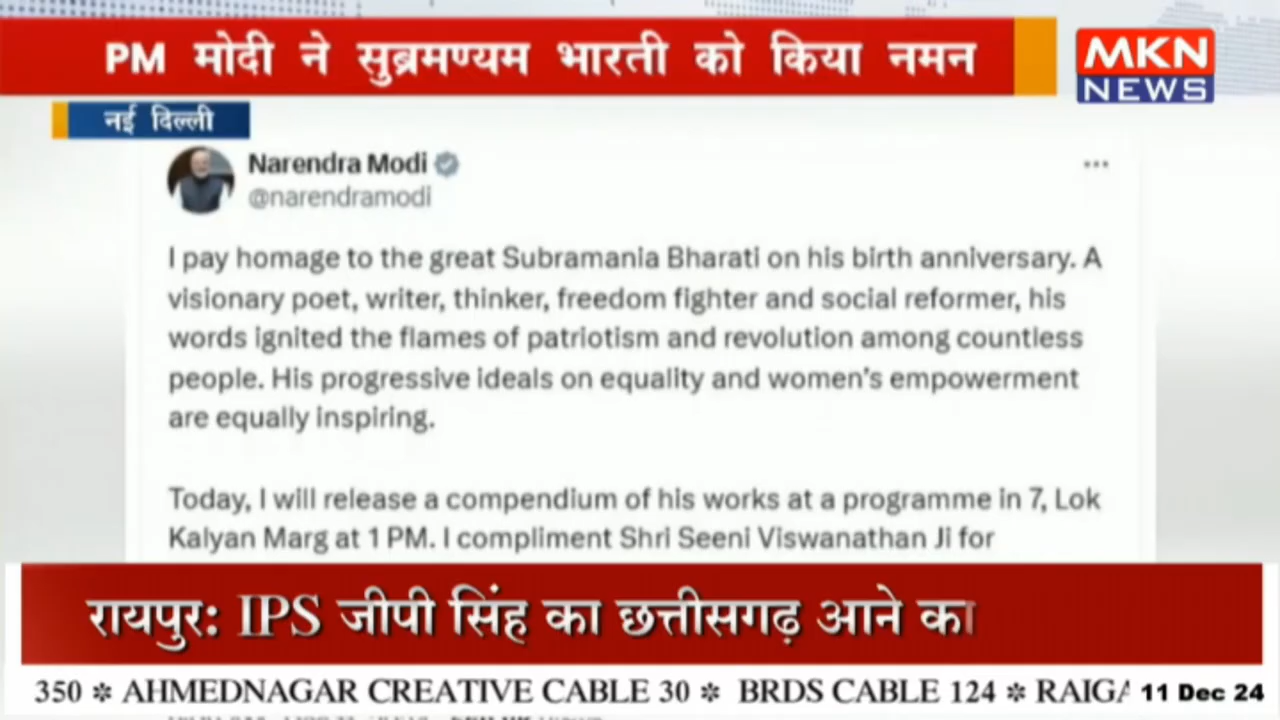 PM मोदी ने सुब्रमण्यम भारती को किया नमन
MKN
NEWS
नई दिल्ली
Narendra Modi
@narendramodi
I pay homage to the great Subramania Bharati on his birth anniversary. A
visionary poet, writer, thinker, freedom fighter and social reformer, his
words ignited the flames of patriotism and revolution among countless
people. His progressive ideals on equality and women's empowerment
are equally inspiring.
Today, I will release a compendium of his works at a programme in 7, Lok
Kalyan Marg at 1 PM. I compliment Shri Seeni Viswanathan Ji for
रायपुर: IPS जीपी सिंह का छत्तीसगढ़ आने का
350 * AHMEDNAGAR CREATIVE CABLE 30 * BRDS CABLE 124 * RAIGA 11 Dec 24